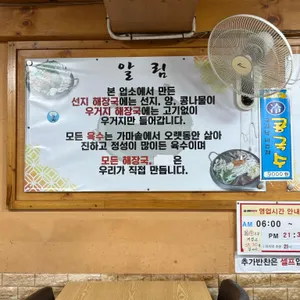 알 림
본 업소에서 만든
선지 해장국에는 선지, 양, 콩나물이
우거지 해장국에는 고기없이
우거지만 들어갑니다.
모든 육수는 가마솥에서 오랫동안 삶아
진하고 정성이 많이든 육수이며
모든 해장국, 은
우리가 직접 만듭니다.
영업시간 안내
AM 06:00 ~
PM 21:3
추가반찬은 셀프입